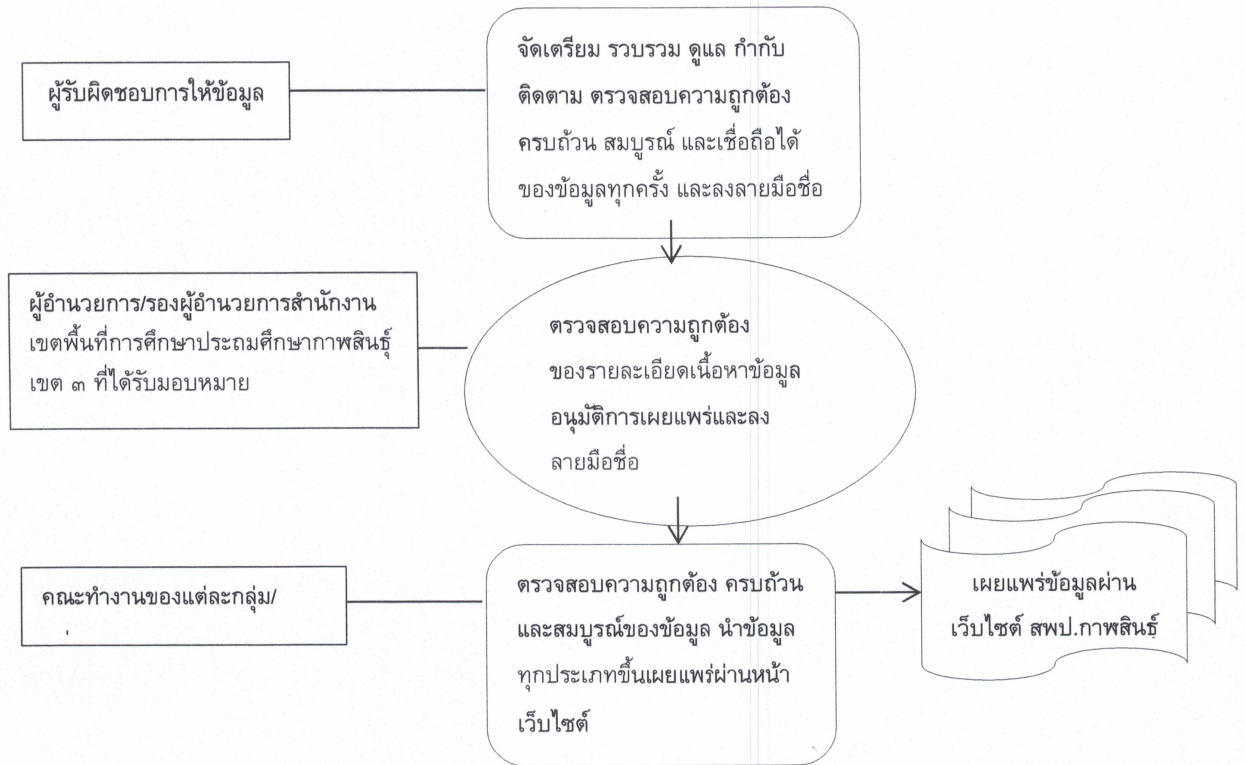 ผู้รับผิดชอบการให้ข้อมูล
จัดเตรียม รวบรวม ดูแล กำกับ
ติดตาม ตรวจสอบความถูกต้อง
ครบถ้วน สมบูรณ์ และเชื่อถือได้
ของข้อมูลทุกครั้ง และลงลายมือชื่อ
ผู้อำนวยการ/รองผู้อำนวยการสำนักงาน
เขตพื้นที่การศึกษาประถมศึกษากาฬสินธุ์
เขต ๓ ที่ได้รับมอบหมาย
ตรวจสอบความถูกต้อง
ของรายละเอียดเนื้อหาข้อมูล
อนุมัติการเผยแพร่และลง
ลายมือชื่อ
คณะทำงานของแต่ละกลุ่ม/
ตรวจสอบความถูกต้อง ครบถ้วน
และสมบูรณ์ของข้อมูล นำข้อมูล
ทุกประเภทขึ้นเผยแพร่ผ่านหน้า
เว็บไซต์
เผยแพร่ข้อมูลผ่าน
เว็บไซต์ สพป.กาฬสินธุ์